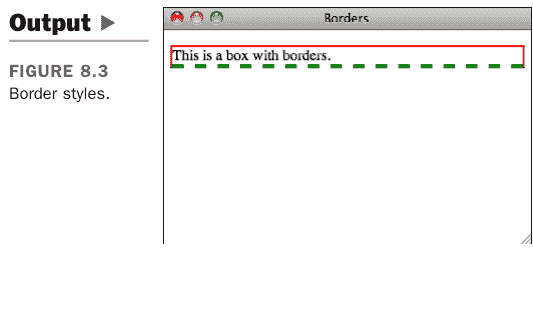 Output
FIGURE 8.3
Border styles.
Borders
This is a box with borders.